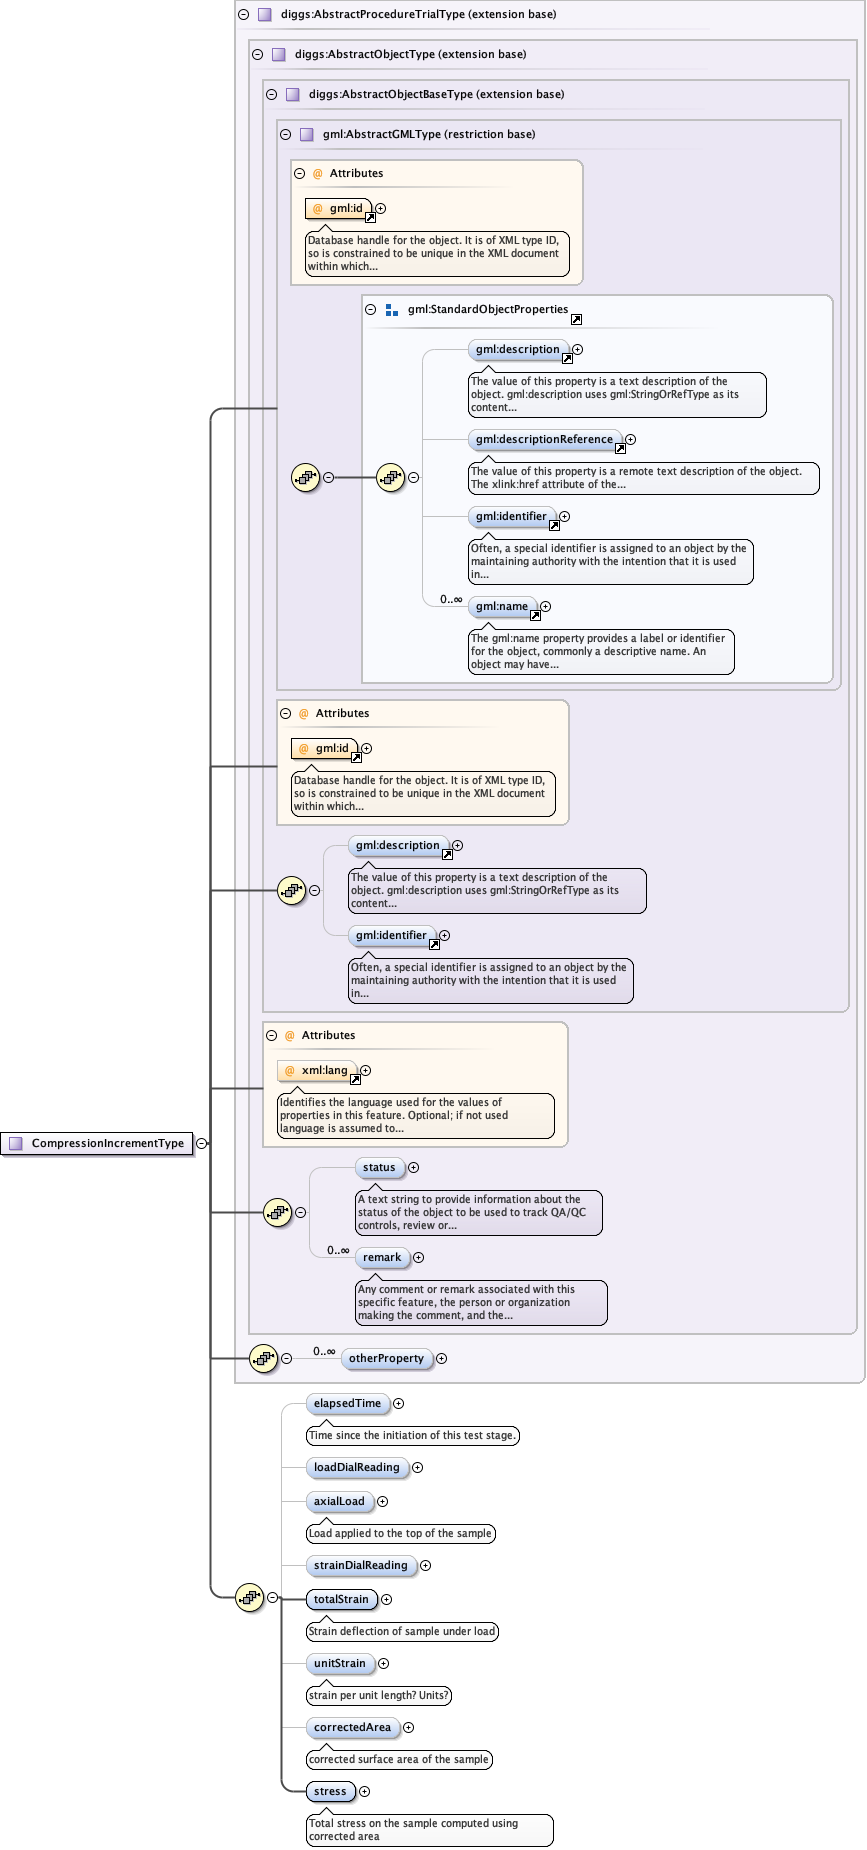 diggs:AbstractProcedureTrialType (extension base)
diggs:AbstractObjectType (extension base)
diggs:AbstractObjectBaseType (extension base)
gml:AbstractGMLType (restriction base)
@ Attributes
@ gml:id
Database handle for the object. It is of XML type ID,
so is constrained to be unique in the XML document
within which...
gml:StandardObjectProperties
gml:description
The value of this property is a text description of the
object. gml:description uses gml:StringOrRefType as its
content...
gml:descriptionReference
The value of this property is a remote text description of the object.
The xlink:href attribute of the...
gml:identifier
Often, a special identifier is assigned to an object by the
maintaining authority with the intention that it is used
in...
0..∞ gml:name
The gml:name property provides a label or identifier
for the object, commonly a descriptive name. An
object may have...
@ Attributes
@ gml:id
Database handle for the object. It is of XML type ID,
so is constrained to be unique in the XML document
within which...
gml:description
The value of this property is a text description of the
object. gml:description uses gml:StringOrRefType as its
content...
gml:identifier
Often, a special identifier is assigned to an object by the
maintaining authority with the intention that it is used
in...
@ Attributes
@ xml:lang
Identifies the language used for the values of
properties in this feature. Optional; if not used
language is assumed to...
CompressionIncrementType
status
A text string to provide information about the
status of the object to be used to track QA/QC
controls, review or...
0..∞ remark
Any comment or remark associated with this
specific feature, the person or organization
making the comment, and the...
0..∞ otherProperty
elapsedTime
Time since the initiation of this test stage.
loadDialReading
axialLoad
Load applied to the top of the sample
strainDialReading
totalStrain
Strain deflection of sample under load
unitStrain
strain per unit length? Units?
correctedArea
corrected surface area of the sample
stress
Total stress on the sample computed using
corrected area